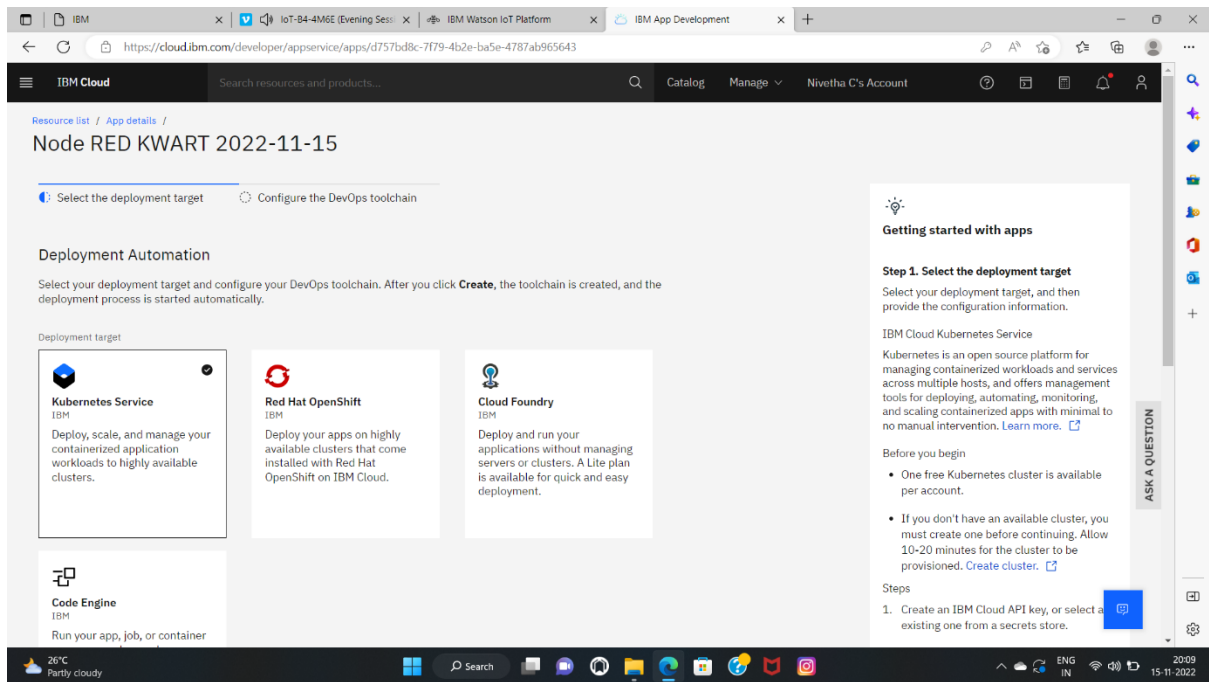 IBM
IoT-B4-4M6E (Evening Sess
IBM Watson IoT Platform
IBM App Development
https://cloud.ibm.com/developer/appservice/apps/d757bd8c-7f79-4b2e-ba5e-4787ab965643
IBM Cloud
Search resources and products...
Catalog
Manage
Nivetha C's Account
Resource list / App details /
Node RED KWART 2022-11-15
Select the deployment target
Configure the DevOps toolchain
Deployment Automation
Select your deployment target and configure your DevOps toolchain. After you click Create, the toolchain is created, and the
deployment process is started automatically.
Deployment target
Kubernetes Service
IBM
Deploy, scale, and manage your
containerized application
workloads to highly available
clusters.
Red Hat OpenShift
IBM
Deploy your apps on highly
available clusters that come
installed with Red Hat
OpenShift on IBM Cloud.
Cloud Foundry
IBM
Deploy and run your
applications without managing
servers or clusters. A Lite plan
is available for quick and easy
deployment.
Code Engine
IBM
Run your app, job, or container
Getting started with apps
Step 1. Select the deployment target
Select your deployment target, and then
provide the configuration information.
IBM Cloud Kubernetes Service
Kubernetes is an open source platform for
managing containerized workloads and services
across multiple hosts, and offers management
tools for deploying, automating, monitoring,
and scaling containerized apps with minimal to
no manual intervention. Learn more.
Before you begin
• One free Kubernetes cluster is available
per account.
• If you don't have an available cluster, you
must create one before continuing. Allow
10-20 minutes for the cluster to be
provisioned. Create cluster.
Steps
1. Create an IBM Cloud API key, or select a
existing one from a secrets store.
ASK A QUESTION
26°C
Partly cloudy
Search
ENG
IN
20:09
15-11-2022